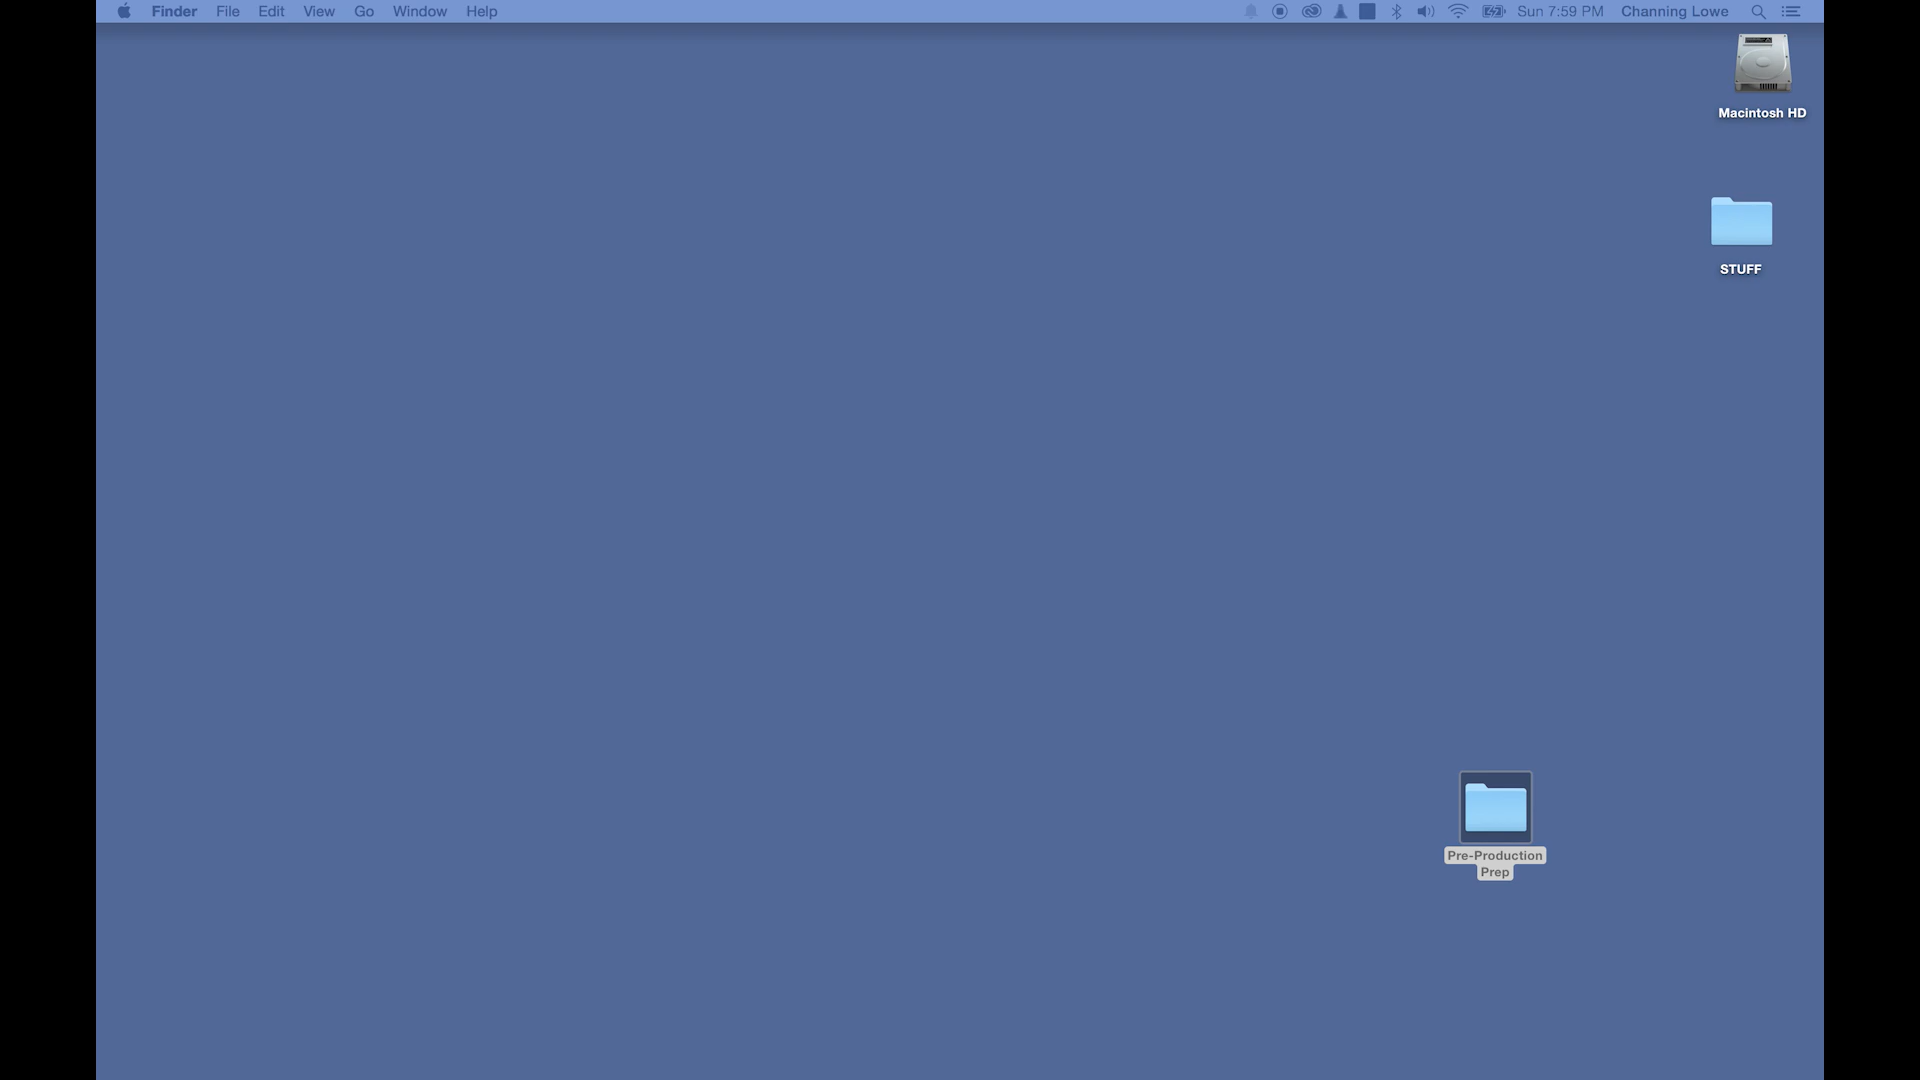 Finder File Edit View Go Window Help Sun 7:59 PM Channing Lowe
Macintosh HD
STUFF
Pre-Production
Prep